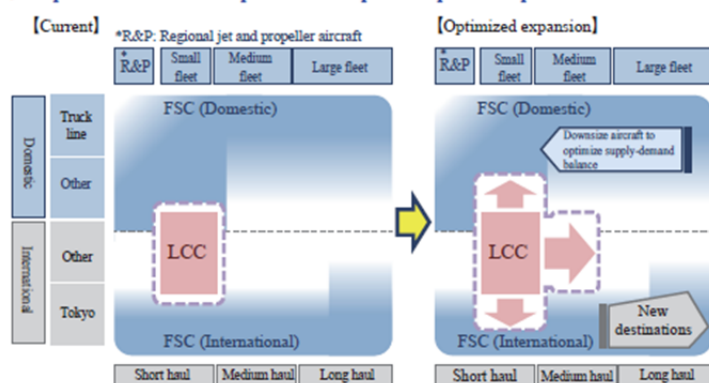 【Current】
*R&P: Regional jet and propeller aircraft
*
R&P
Small
fleet
Medium
fleet
Large fleet
Domestic
Truck
line
Other
International
Other
Tokyo
FSC (Domestic)
LCC
FSC (International)
Short haul
Medium haul
Long haul
【Optimized expansion】
*
R&P
Small
fleet
Medium
fleet
Large fleet
FSC (Domestic)
Downsize aircraft to
optimize supply-demand
balance
LCC
New
destinations
FSC (International)
Short haul
Medium haul
Long haul